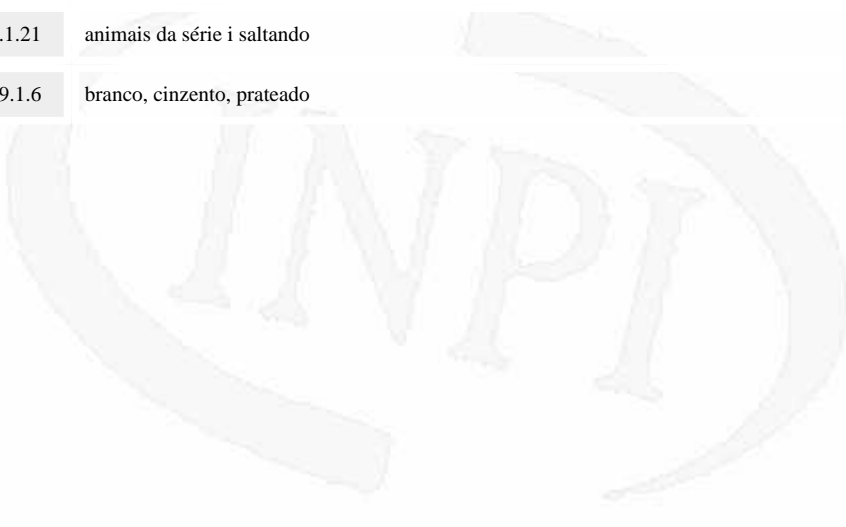 .1.21 animais da série i saltando
9.1.6 branco, cinzento, prateado
INPI